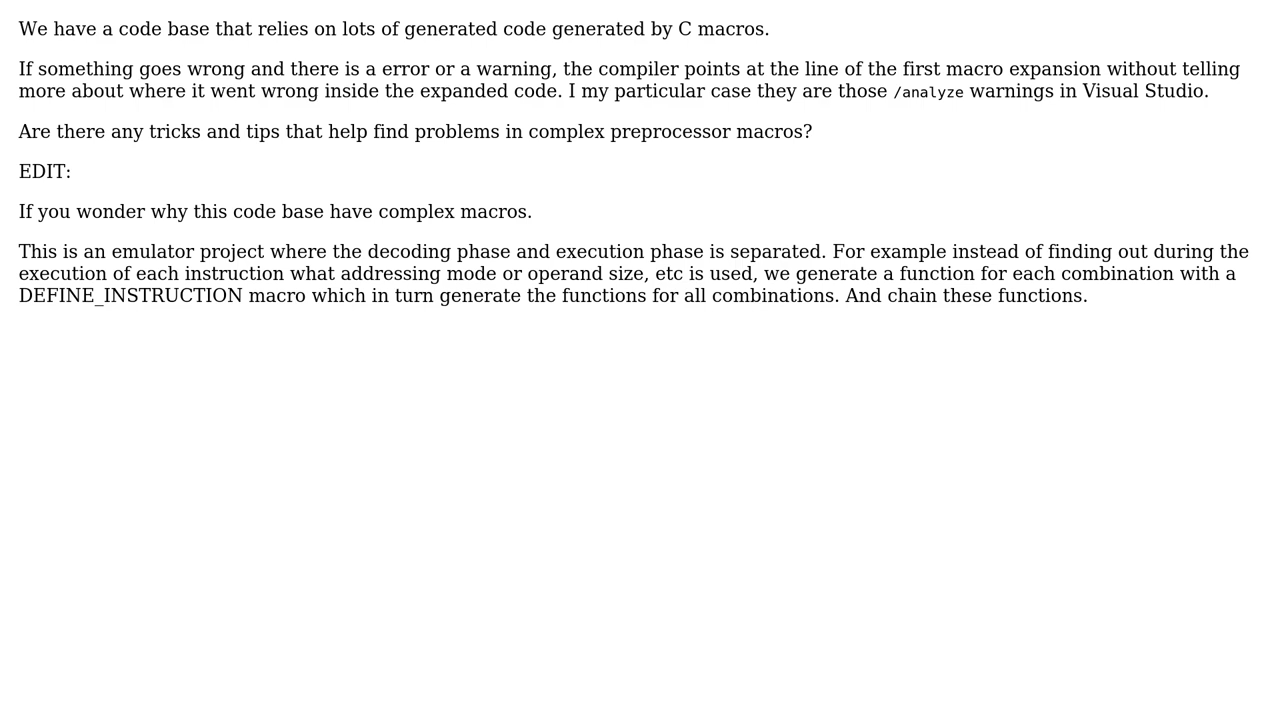 We have a code base that relies on lots of generated code generated by C macros.
If something goes wrong and there is a error or a warning, the compiler points at the line of the first macro expansion without telling
more about where it went wrong inside the expanded code. I my particular case they are those /analyze warnings in Visual Studio.
Are there any tricks and tips that help find problems in complex preprocessor macros?
EDIT:
If you wonder why this code base have complex macros.
This is an emulator project where the decoding phase and execution phase is separated. For example instead of finding out during the
execution of each instruction what addressing mode or operand size, etc is used, we generate a function for each combination with a
DEFINE_INSTRUCTION macro which in turn generate the functions for all combinations. And chain these functions.